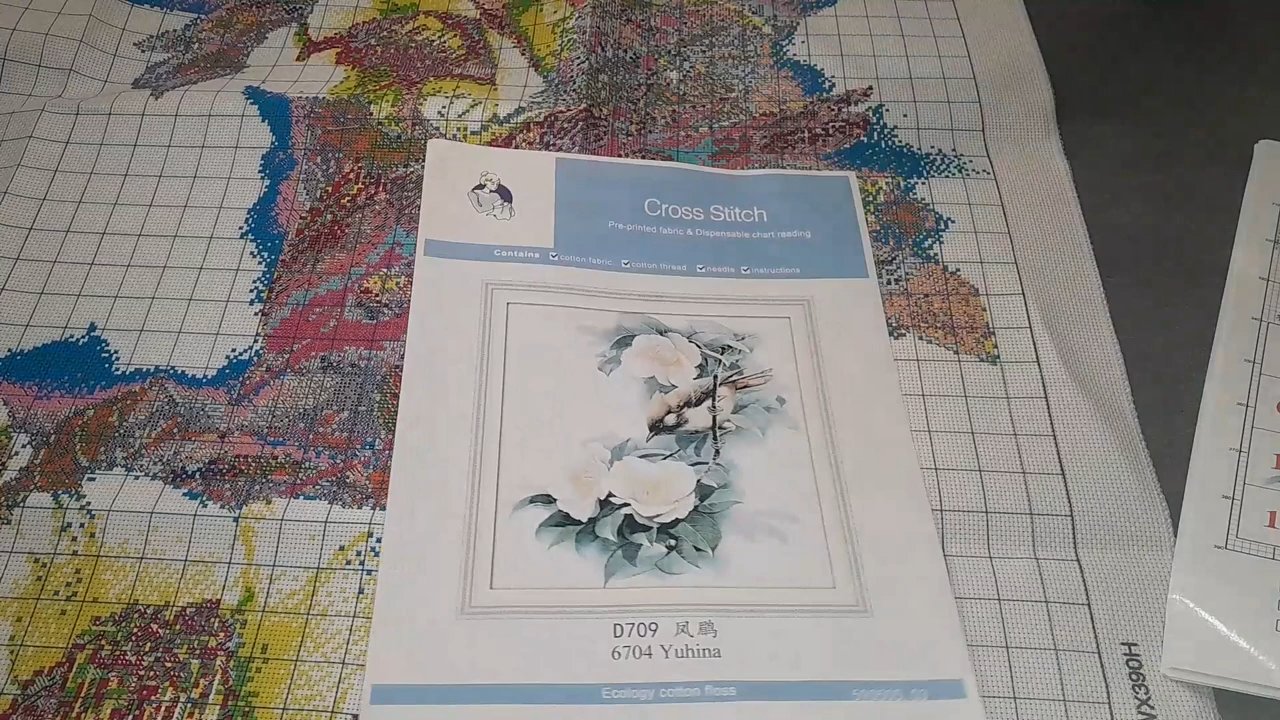 Cross Stitch
Pre-printed fabric & Dispensable chart reading
Contains cotton fabric cotton thread needle instructions
D709 凤鹛
6704 Yuhina
Ecology cotton floss
WX390H